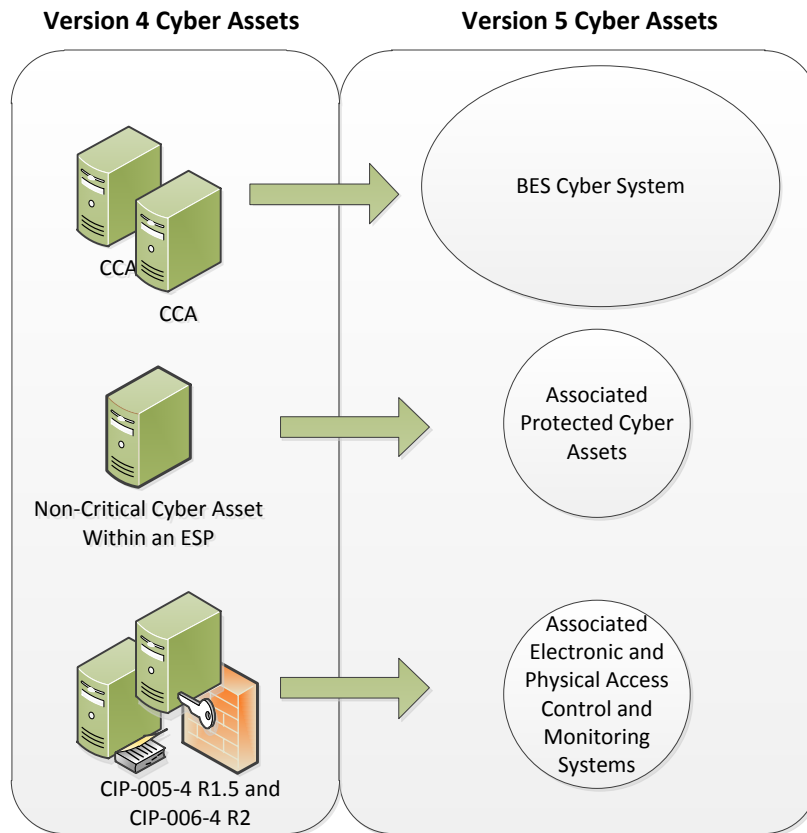 Version 4 Cyber Assets
Version 5 Cyber Assets
CCA
CCA
BES Cyber System
Non-Critical Cyber Asset
Within an ESP
Associated
Protected Cyber
Assets
CIP-005-4 R1.5 and
CIP-006-4 R2
Associated
Electronic and
Physical Access
Control and
Monitoring
Systems